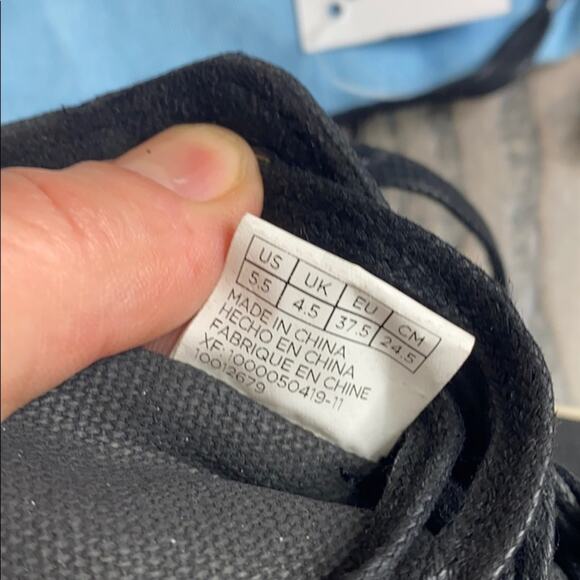 US UK EU CM
5.5 4.5 37.5 24.5
MADE IN CHINA
HECHO EN CHINA
FABRIQUE EN CHINE
XF:1000050419-11
10012679